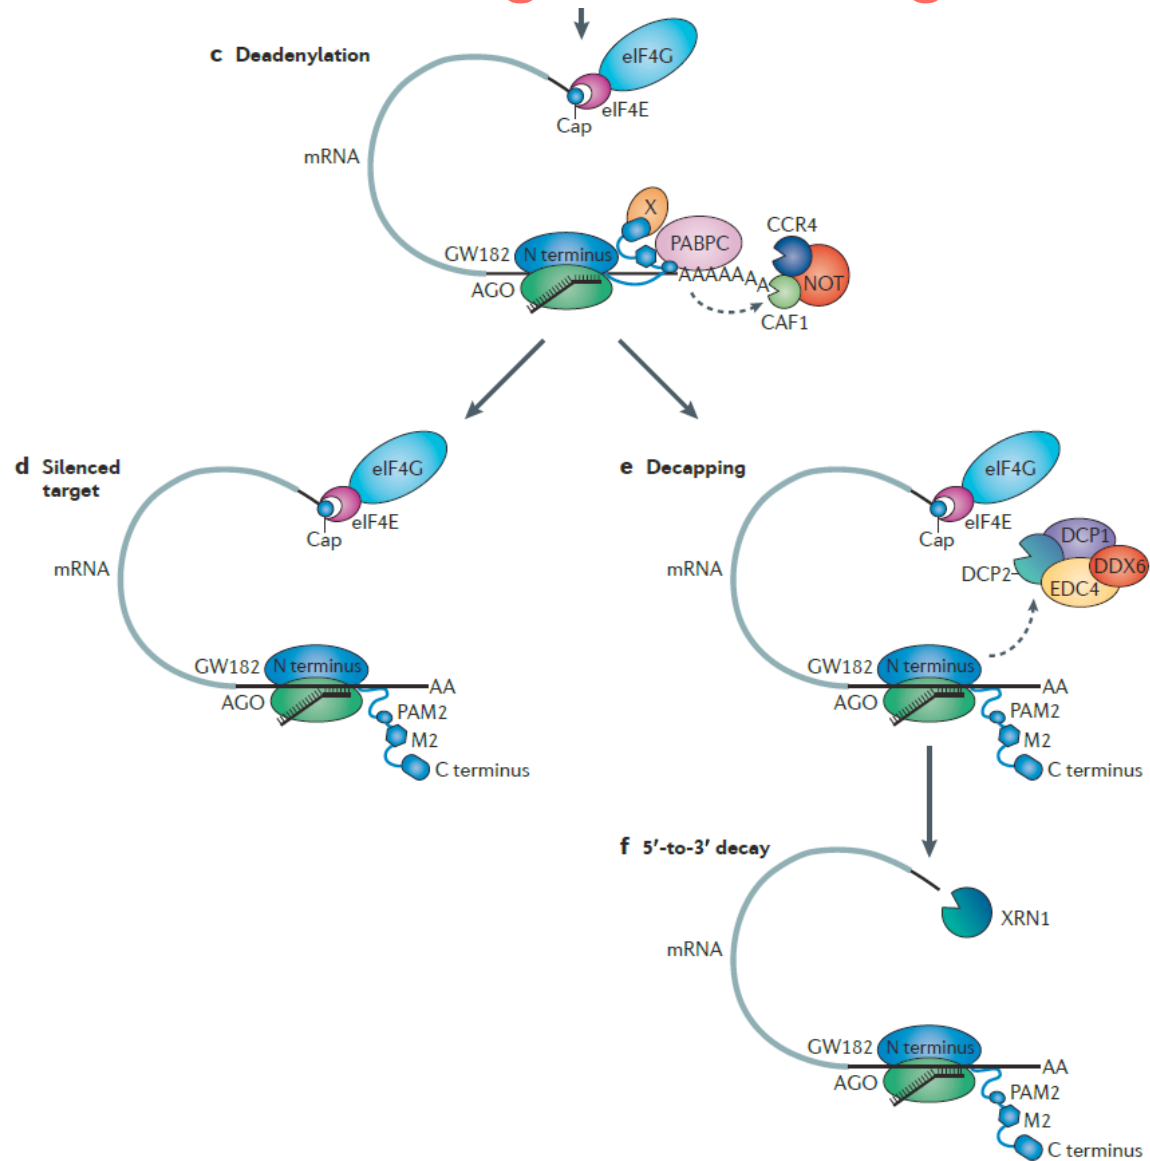 c Deadenylation
eIF4G
eIF4E
Cap
mRNA
X
PABPC
CCR4
GW182
N terminus
AAAAAAAA
NOT
AGO
CAF1
d Silenced
target
eIF4G
eIF4E
Cap
mRNA
GW182
N terminus
AA
AGO
PAM2
M2
C terminus
e Decapping
eIF4G
eIF4E
Cap
mRNA
DCP1
DDX6
DCP2
EDC4
GW182
N terminus
AA
AGO
PAM2
M2
C terminus
f 5′-to-3′ decay
XRN1
mRNA
GW182
N terminus
AA
AGO
PAM2
M2
C terminus